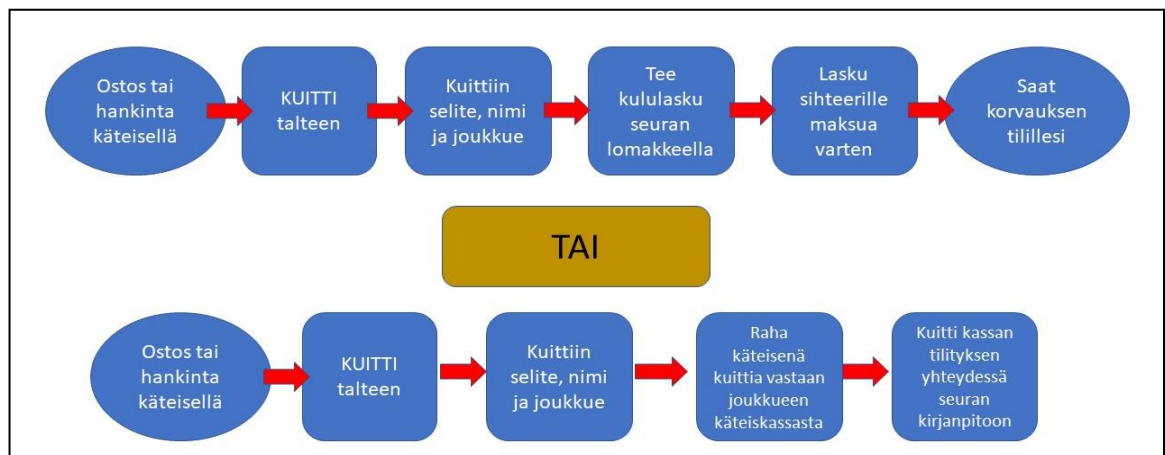 Ostos tai
hankinta
käteisellä
KUITTI
talteen
Kuittiin
selite, nimi
ja joukkue
Tee
kululasku
seuran
lomakkeella
Lasku
sihteerille
maksua
varten
Saat
korvauksen
tilillesi
TAI
Ostos tai
hankinta
käteisellä
KUITTI
talteen
Kuittiin
selite, nimi
ja joukkue
Raha
käteisenä
kuittia vastaan
joukkueen
käteiskassasta
Kuitti kassan
tilityksen
yhteydessä
seuran
kirjanpitoon